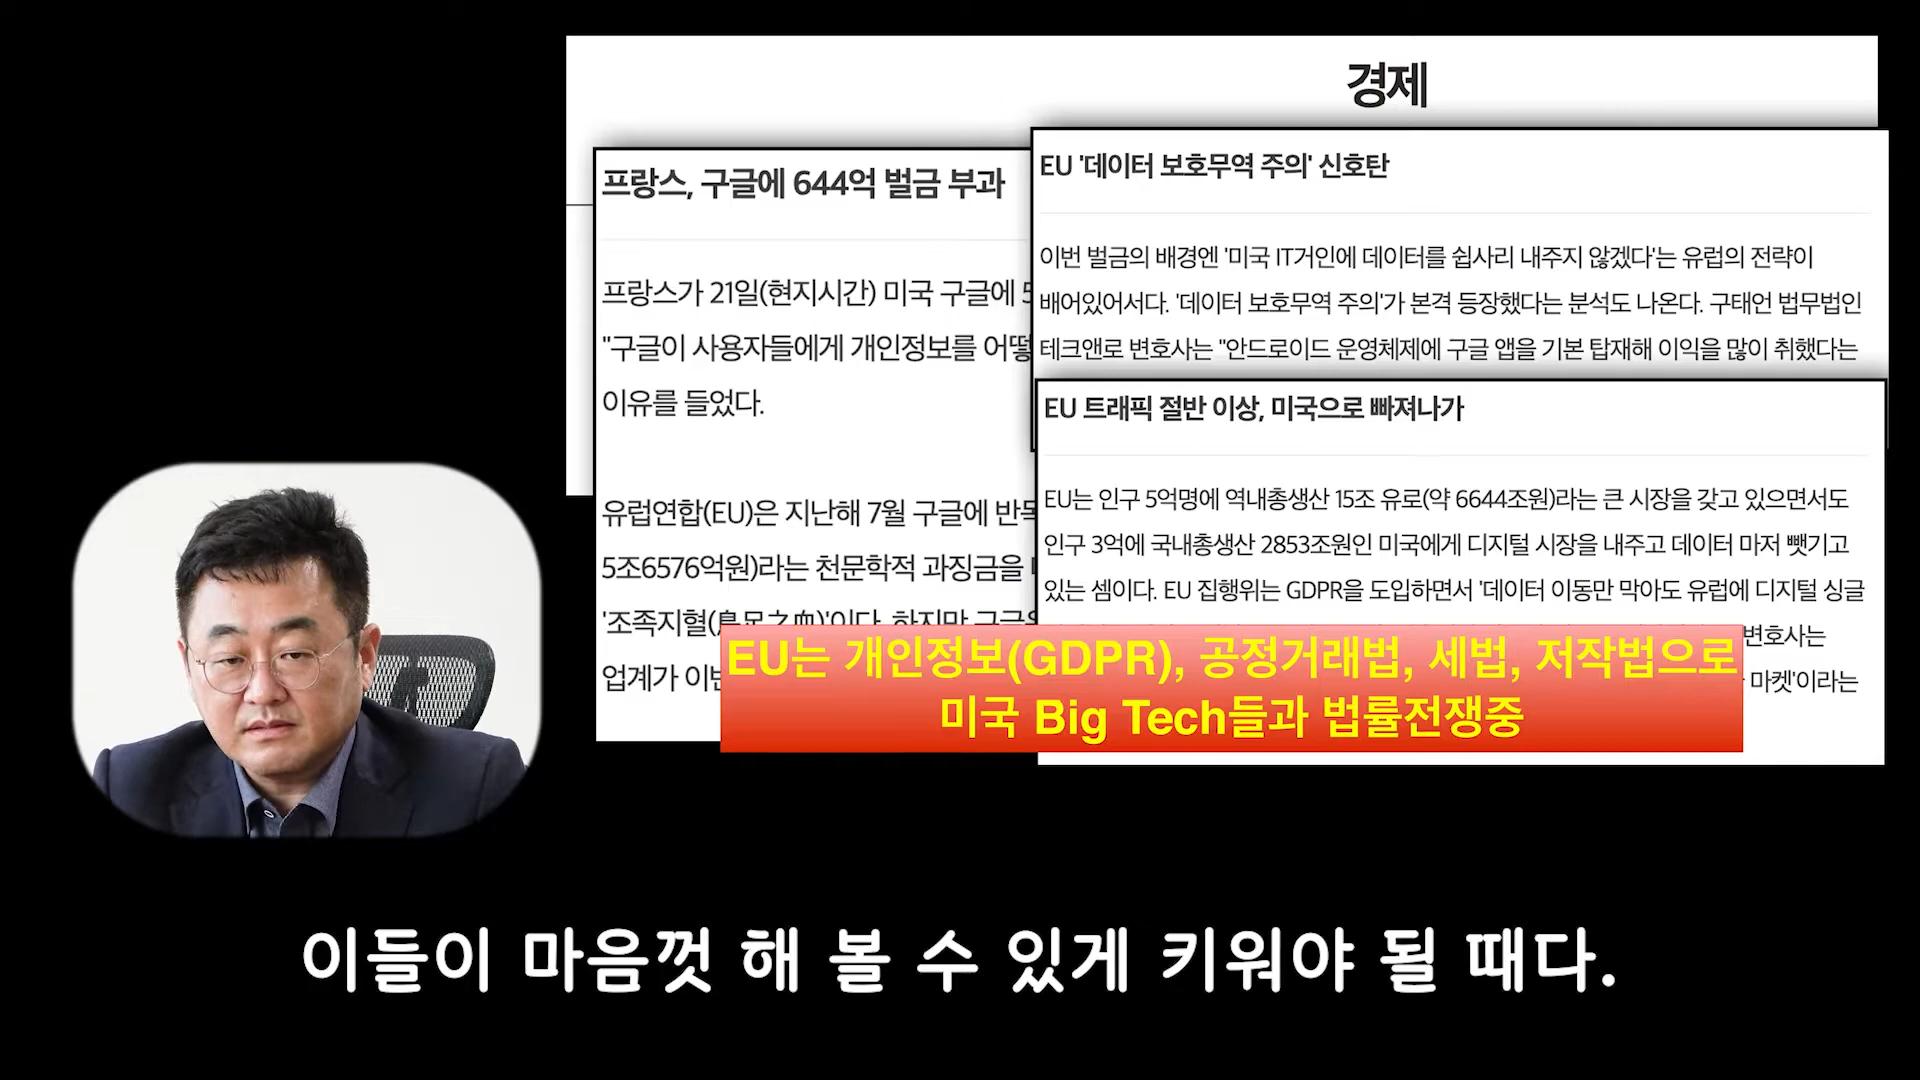 경제
프랑스, 구글에 644억 벌금 부과
프랑스가 21일(현지시간) 미국 구글에
"구글이 사용자들에게 개인정보를 어떻
이유를 들었다.
유럽연합(EU)은 지난해 7월 구글에 반독
5조6576억원)라는 천문학적 과징금을
'조족지혈(鳥足之血)'이다. 하지만 구글
업계가 이번
EU '데이터 보호무역 주의' 신호탄
이번 벌금의 배경엔 '미국 IT거인에 데이터를 쉽사리 내주지 않겠다'는 유럽의 전략이
배어있어서다. '데이터 보호무역 주의'가 본격 등장했다는 분석도 나온다. 구태언 법무법인
테크앤로 변호사는 "안드로이드 운영체제에 구글 앱을 기본 탑재해 이익을 많이 취했다는
EU 트래픽 절반 이상, 미국으로 빠져나가
EU는 인구 5억명에 역내총생산 15조 유로(약 6644조원)라는 큰 시장을 갖고 있으면서도
인구 3억에 국내총생산 2853조원인 미국에게 디지털 시장을 내주고 데이터 마저 뺏기고
있는 셈이다. EU 집행위는 GDPR을 도입하면서 '데이터 이동만 막아도 유럽에 디지털 싱글
변호사는
마켓'이라는
EU는 개인정보(GDPR), 공정거래법, 세법, 저작법으로
미국 Big Tech들과 법률전쟁중
이들이 마음껏 해 볼 수 있게 키워야 될 때다.